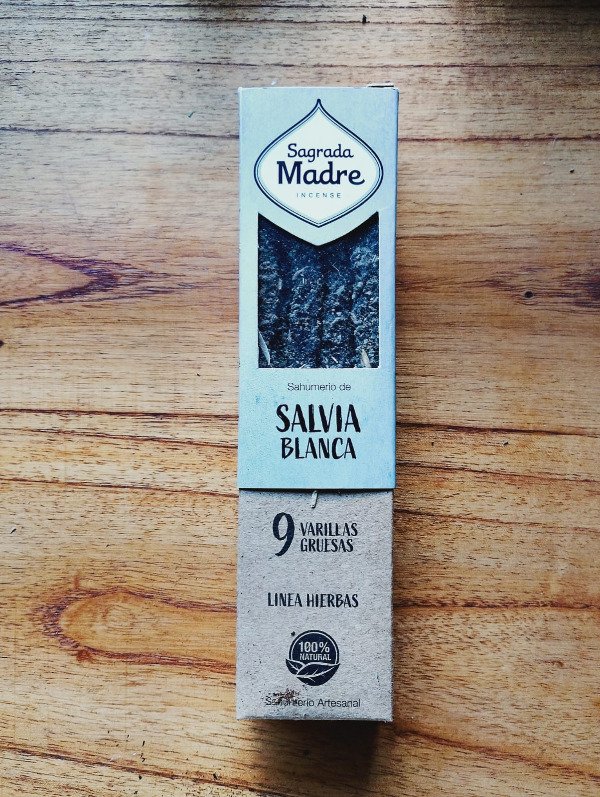 Sagrada
Madre
INCENSE
Sahumerio de
SALVIA
BLANCA
9 VARILLAS
GRUESAS
LINEA HIERBAS
100%
NATURAL
Sahumerio Artesanal